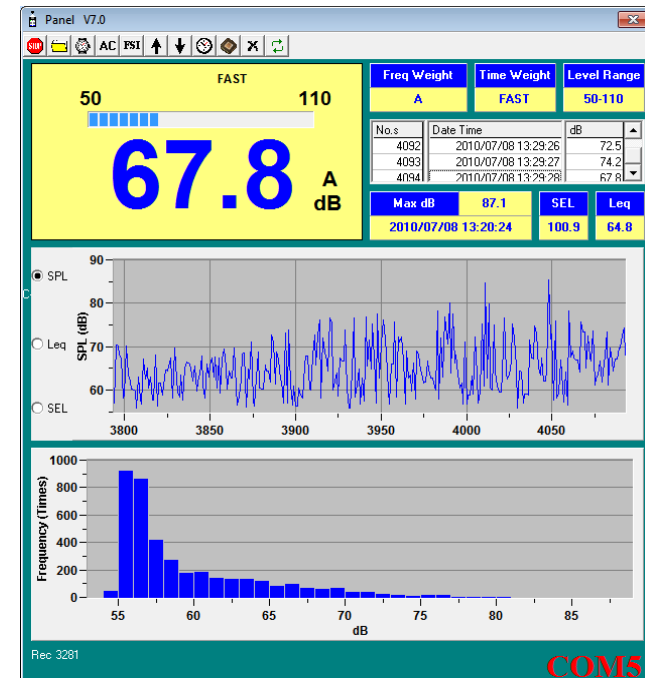 Panel V7.0
STOP AC FSI
FAST
50 110
67.8 A dB
Freq Weight Time Weight Level Range
A FAST 50-110
No.s Date Time dB
4092 2010/07/08 13:29:26 72.5
4093 2010/07/08 13:29:27 74.2
4094 2010/07/08 13:29:28 67.8
Max dB 87.1 SEL Leq
2010/07/08 13:20:24 100.9 64.8
SPL
Leq
SEL
SPL (dB)
90
80
70
60
3800 3850 3900 3950 4000 4050
Frequency (Times)
1000
800
600
400
200
0
55 60 65 70 75 80 85
dB
Rec 3281
COM5